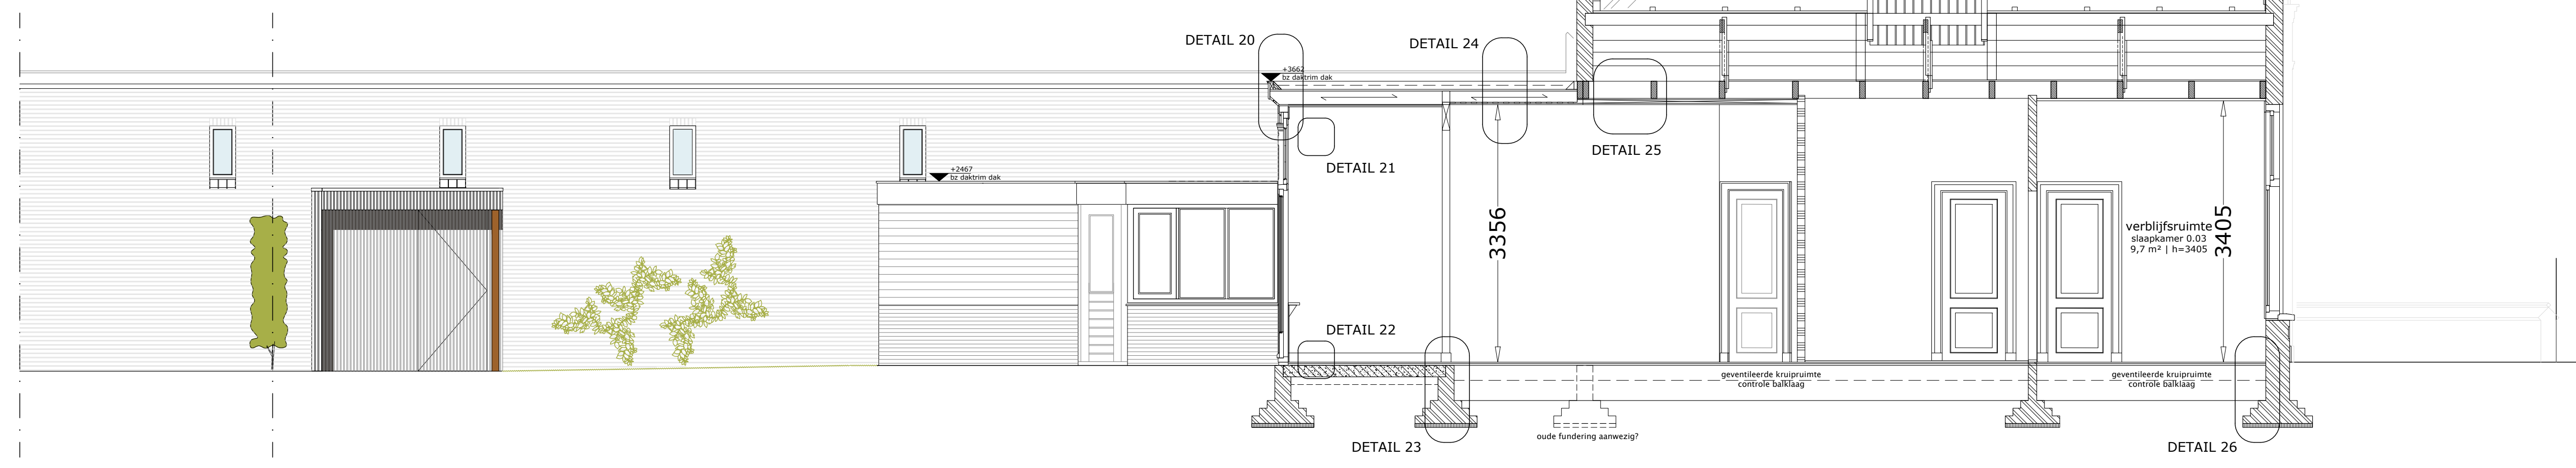 DETAIL 20
DETAIL 24
+3662
bz daktrim dak
DETAIL 25
DETAIL 21
+2467
bz daktrim dak
3356
3405
verblijfsruimte
slaapkamer 0.03
9,7 m² | h=3405
DETAIL 22
geventileerde kruipruimte
controle balklaag
geventileerde kruipruimte
controle balklaag
oude fundering aanwezig?
DETAIL 23
DETAIL 26